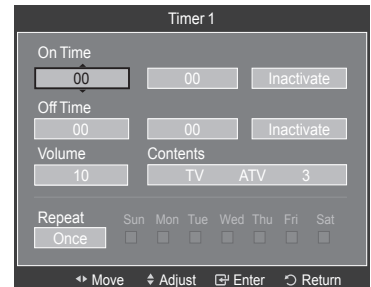 Timer 1
On Time
00 00 Inactivate
Off Time
00 00 Inactivate
Volume Contents
10 TV ATV 3
Repeat Sun Mon Tue Wed Thu Fri Sat
Once
Move Adjust Enter Return